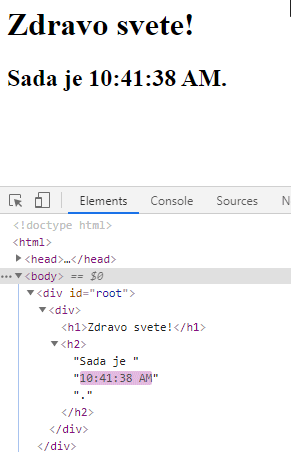 Zdravo svete!
Sada je 10:41:38 AM.
Elements Console Sources N
<!doctype html>
<html>
<head>…</head>
<body> == $0
<div id="root">
<div>
<h1>Zdravo svete!</h1>
<h2>
"Sada je "
"10:41:38 AM"
"."
</h2>
</div>
</div>